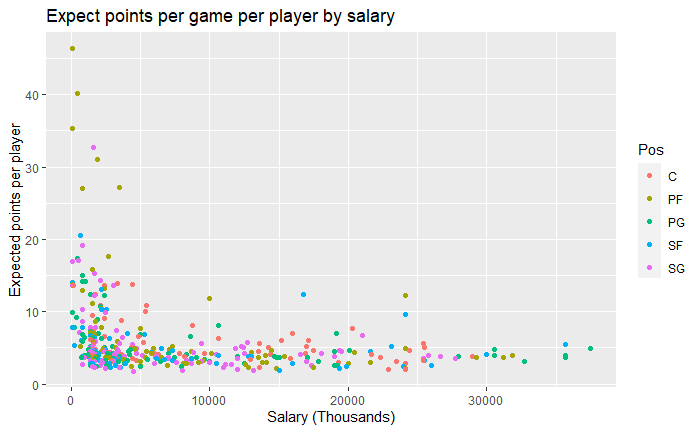 Expect points per game per player by salary
Expected points per player
40
30
20
10
0
0 10000 20000 30000
Salary (Thousands)
Pos
C
PF
PG
SF
SG